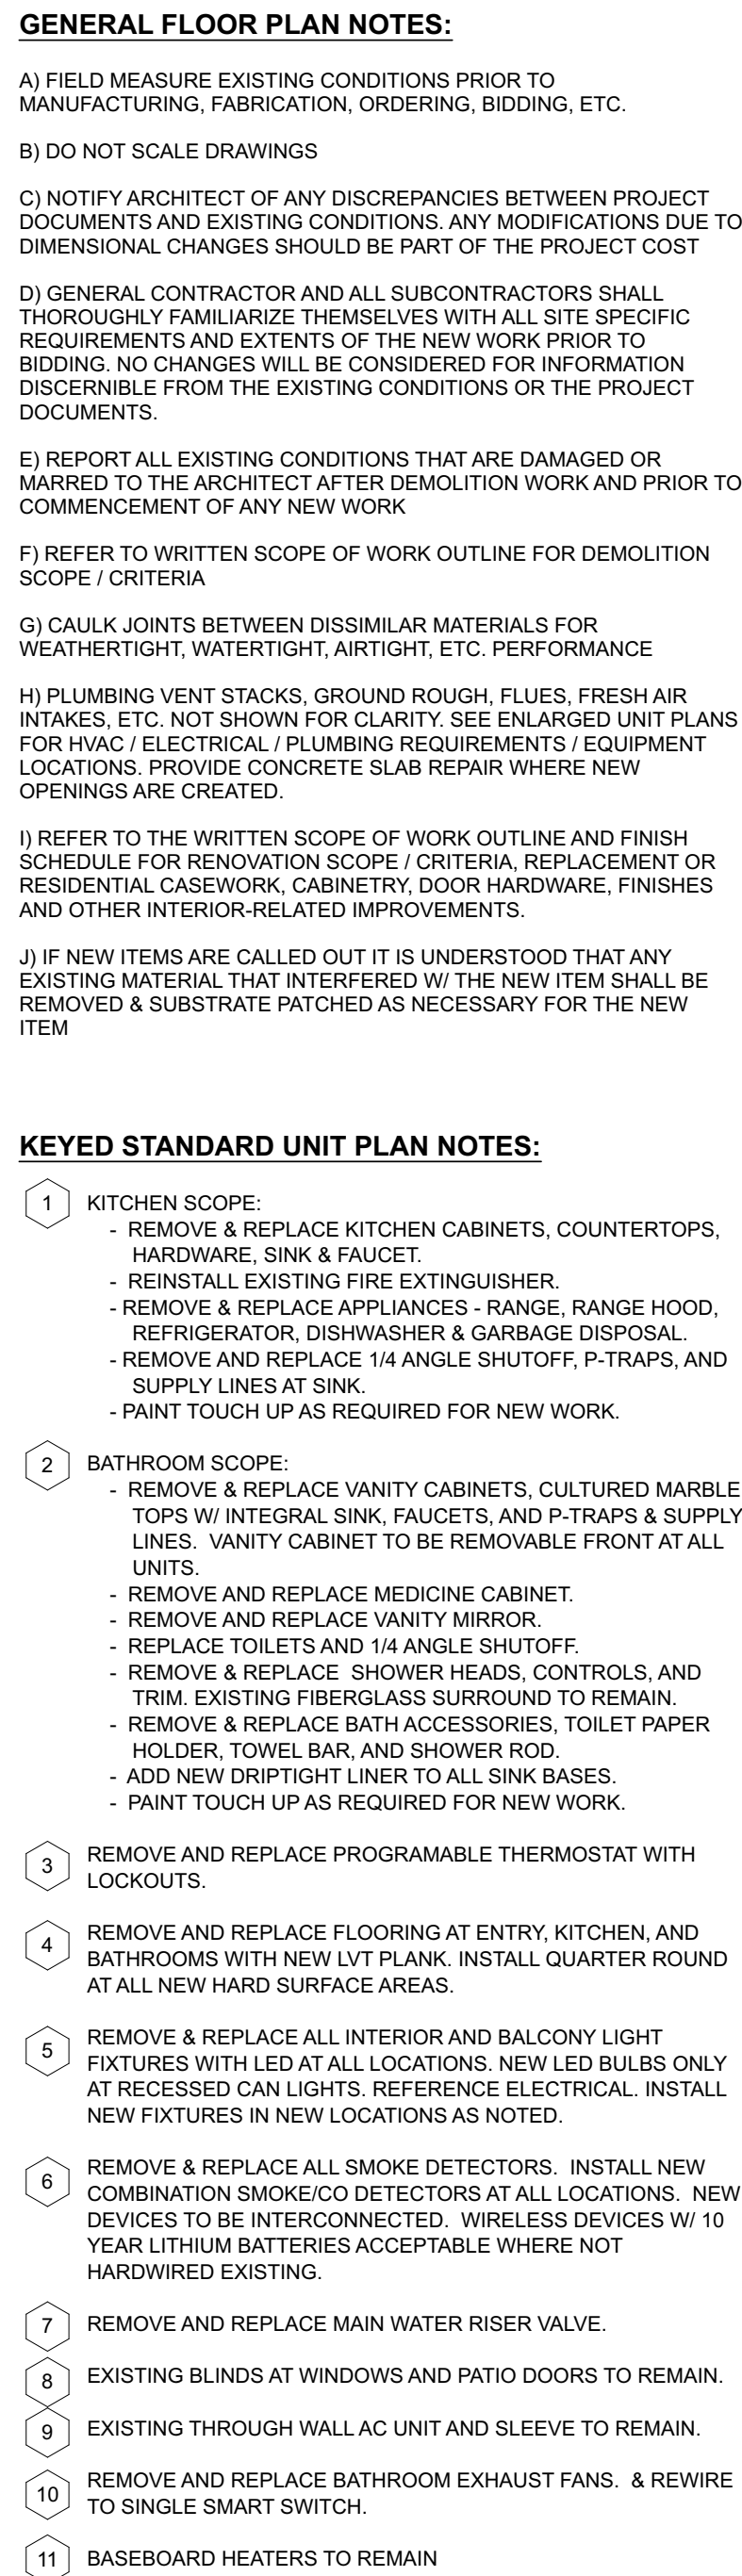 GENERAL FLOOR PLAN NOTES:
A) FIELD MEASURE EXISTING CONDITIONS PRIOR TO
MANUFACTURING, FABRICATION, ORDERING, BIDDING, ETC.
B) DO NOT SCALE DRAWINGS
C) NOTIFY ARCHITECT OF ANY DISCREPANCIES BETWEEN PROJECT
DOCUMENTS AND EXISTING CONDITIONS. ANY MODIFICATIONS DUE TO
DIMENSIONAL CHANGES SHOULD BE PART OF THE PROJECT COST
D) GENERAL CONTRACTOR AND ALL SUBCONTRACTORS SHALL
THOROUGHLY FAMILIARIZE THEMSELVES WITH ALL SITE SPECIFIC
REQUIREMENTS AND EXTENTS OF THE NEW WORK PRIOR TO
BIDDING. NO CHANGES WILL BE CONSIDERED FOR INFORMATION
DISCERNIBLE FROM THE EXISTING CONDITIONS OR THE PROJECT
DOCUMENTS.
E) REPORT ALL EXISTING CONDITIONS THAT ARE DAMAGED OR
MARRED TO THE ARCHITECT AFTER DEMOLITION WORK AND PRIOR TO
COMMENCEMENT OF ANY NEW WORK
F) REFER TO WRITTEN SCOPE OF WORK OUTLINE FOR DEMOLITION
SCOPE / CRITERIA
G) CAULK JOINTS BETWEEN DISSIMILAR MATERIALS FOR
WEATHERTIGHT, WATERTIGHT, AIRTIGHT, ETC. PERFORMANCE
H) PLUMBING VENT STACKS, GROUND ROUGH, FLUES, FRESH AIR
INTAKES, ETC. NOT SHOWN FOR CLARITY. SEE ENLARGED UNIT PLANS
FOR HVAC / ELECTRICAL / PLUMBING REQUIREMENTS / EQUIPMENT
LOCATIONS. PROVIDE CONCRETE SLAB REPAIR WHERE NEW
OPENINGS ARE CREATED.
I) REFER TO THE WRITTEN SCOPE OF WORK OUTLINE AND FINISH
SCHEDULE FOR RENOVATION SCOPE / CRITERIA, REPLACEMENT OR
RESIDENTIAL CASEWORK, CABINETRY, DOOR HARDWARE, FINISHES
AND OTHER INTERIOR-RELATED IMPROVEMENTS.
J) IF NEW ITEMS ARE CALLED OUT IT IS UNDERSTOOD THAT ANY
EXISTING MATERIAL THAT INTERFERED W/ THE NEW ITEM SHALL BE
REMOVED & SUBSTRATE PATCHED AS NECESSARY FOR THE NEW
ITEM
KEYED STANDARD UNIT PLAN NOTES:
1 KITCHEN SCOPE:
- REMOVE & REPLACE KITCHEN CABINETS, COUNTERTOPS,
HARDWARE, SINK & FAUCET.
- REINSTALL EXISTING FIRE EXTINGUISHER.
- REMOVE & REPLACE APPLIANCES - RANGE, RANGE HOOD,
REFRIGERATOR, DISHWASHER & GARBAGE DISPOSAL.
- REMOVE AND REPLACE 1/4 ANGLE SHUTOFF, P-TRAPS, AND
SUPPLY LINES AT SINK.
- PAINT TOUCH UP AS REQUIRED FOR NEW WORK.
2 BATHROOM SCOPE:
- REMOVE & REPLACE VANITY CABINETS, CULTURED MARBLE
TOPS W/ INTEGRAL SINK, FAUCETS, AND P-TRAPS & SUPPLY
LINES. VANITY CABINET TO BE REMOVABLE FRONT AT ALL
UNITS.
- REMOVE AND REPLACE MEDICINE CABINET.
- REMOVE AND REPLACE VANITY MIRROR.
- REPLACE TOILETS AND 1/4 ANGLE SHUTOFF.
- REMOVE & REPLACE SHOWER HEADS, CONTROLS, AND
TRIM. EXISTING FIBERGLASS SURROUND TO REMAIN.
- REMOVE & REPLACE BATH ACCESSORIES, TOILET PAPER
HOLDER, TOWEL BAR, AND SHOWER ROD.
- ADD NEW DRIPTIGHT LINER TO ALL SINK BASES.
- PAINT TOUCH UP AS REQUIRED FOR NEW WORK.
3 REMOVE AND REPLACE PROGRAMABLE THERMOSTAT WITH
LOCKOUTS.
4 REMOVE AND REPLACE FLOORING AT ENTRY, KITCHEN, AND
BATHROOMS WITH NEW LVT PLANK. INSTALL QUARTER ROUND
AT ALL NEW HARD SURFACE AREAS.
5 REMOVE & REPLACE ALL INTERIOR AND BALCONY LIGHT
FIXTURES WITH LED AT ALL LOCATIONS. NEW LED BULBS ONLY
AT RECESSED CAN LIGHTS. REFERENCE ELECTRICAL. INSTALL
NEW FIXTURES IN NEW LOCATIONS AS NOTED.
6 REMOVE & REPLACE ALL SMOKE DETECTORS. INSTALL NEW
COMBINATION SMOKE/CO DETECTORS AT ALL LOCATIONS. NEW
DEVICES TO BE INTERCONNECTED. WIRELESS DEVICES W/ 10
YEAR LITHIUM BATTERIES ACCEPTABLE WHERE NOT
HARDWIRED EXISTING.
7 REMOVE AND REPLACE MAIN WATER RISER VALVE.
8 EXISTING BLINDS AT WINDOWS AND PATIO DOORS TO REMAIN.
9 EXISTING THROUGH WALL AC UNIT AND SLEEVE TO REMAIN.
10 REMOVE AND REPLACE BATHROOM EXHAUST FANS. & REWIRE
TO SINGLE SMART SWITCH.
11 BASEBOARD HEATERS TO REMAIN